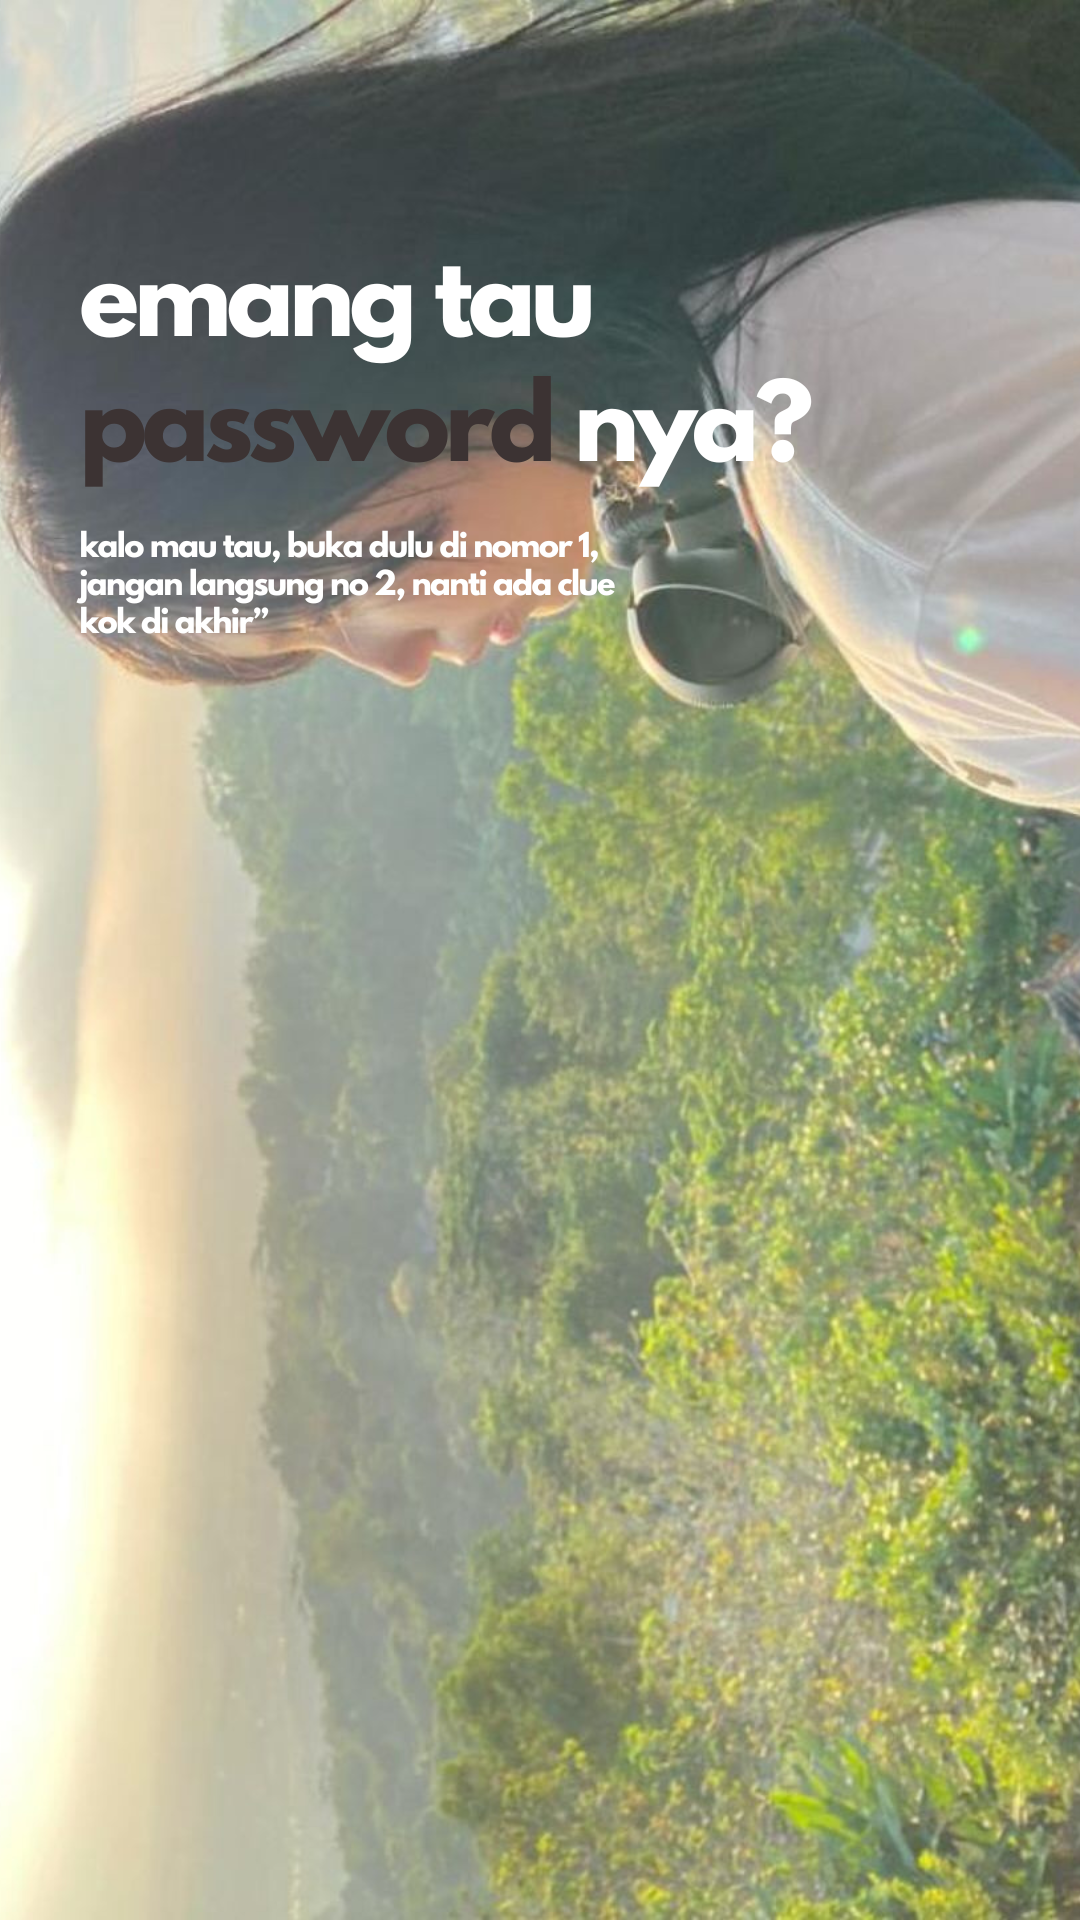 emang tau
password nya?
kalo mau tau, buka dulu di nomor 1,
jangan langsung no 2, nanti ada clue
kok di akhir”